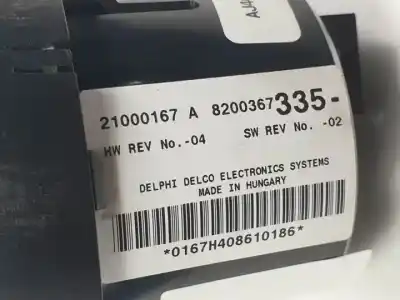 21000167 A 8200367335-
HW REV No.-04 SW REV No. -02
DELPHI DELCO ELECTRONICS SYSTEMS
MADE IN HUNGARY
*0167H408610186*